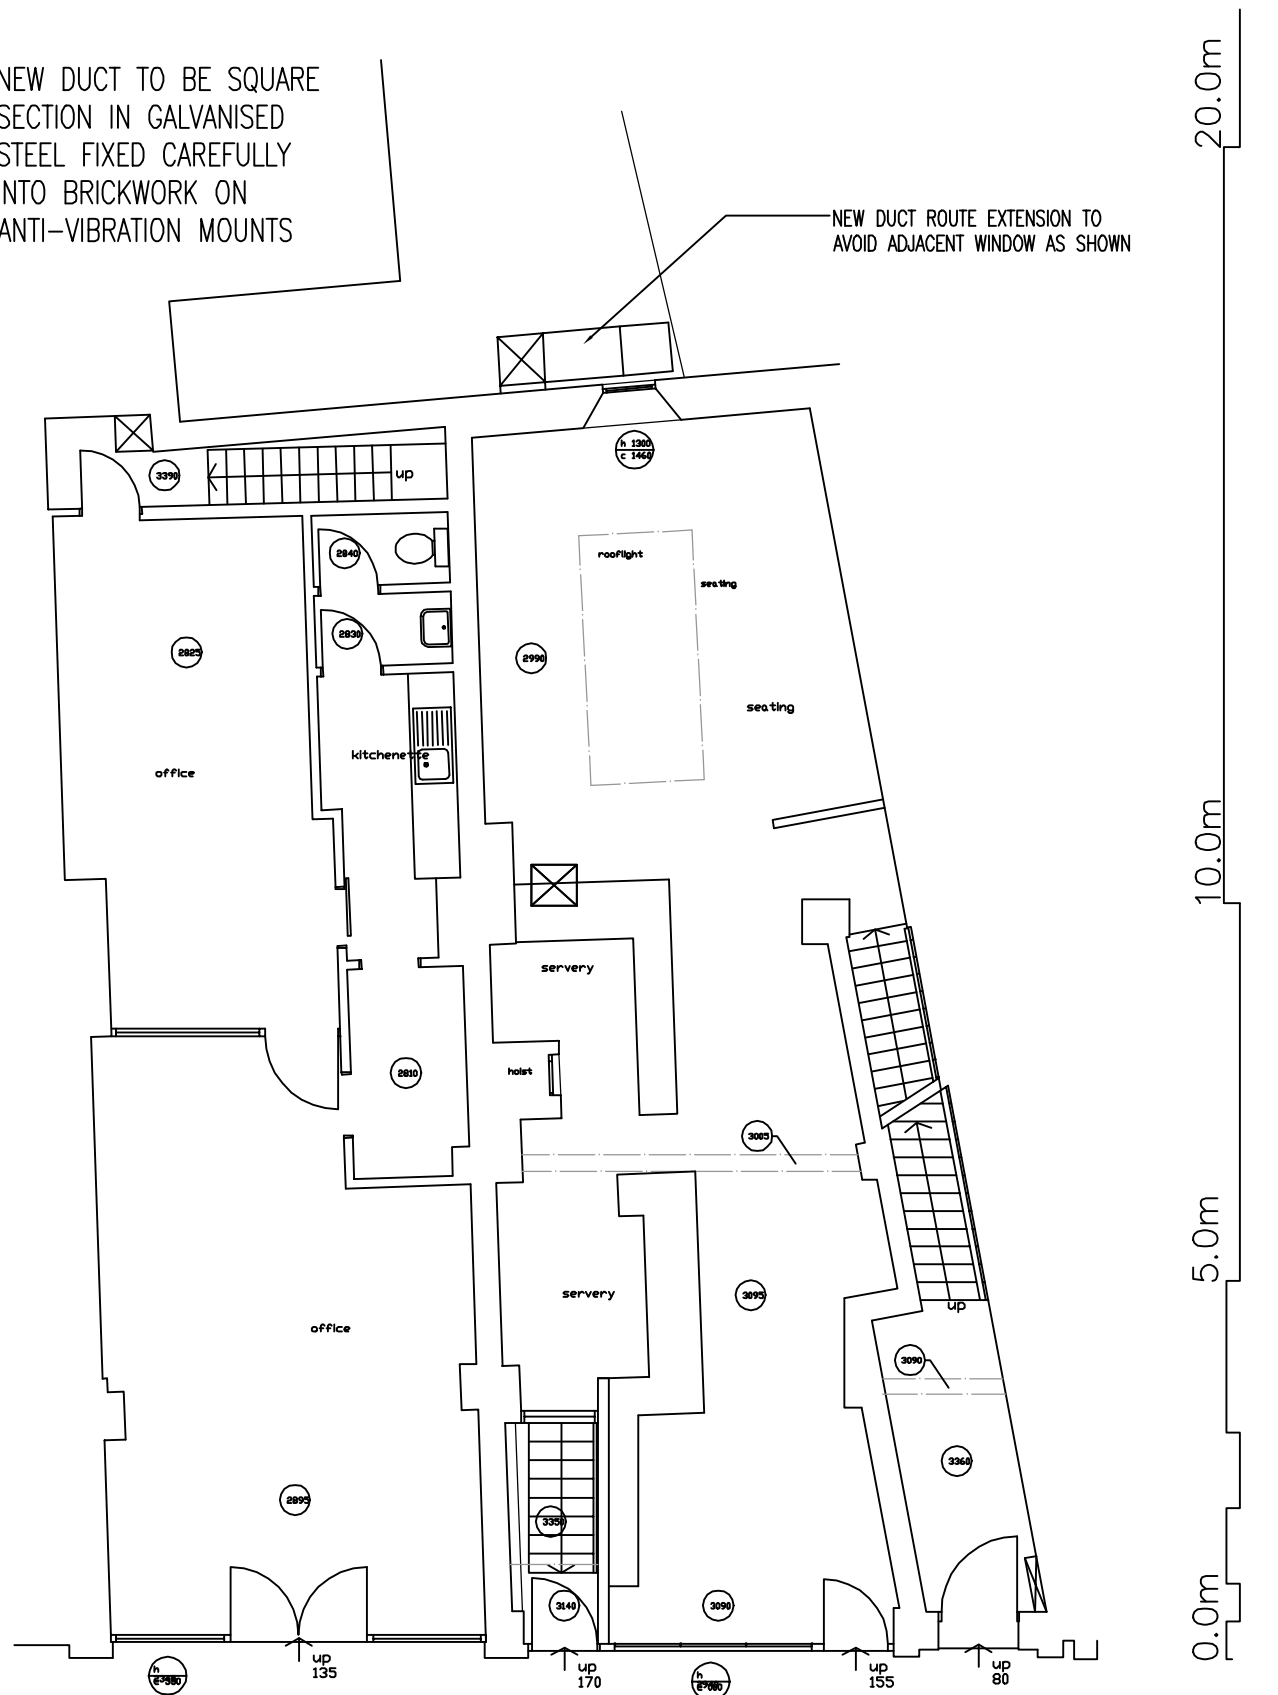 NEW DUCT TO BE SQUARE
SECTION IN GALVANISED
STEEL FIXED CAREFULLY
INTO BRICKWORK ON
ANTI-VIBRATION MOUNTS
20.0m
NEW DUCT ROUTE EXTENSION TO
AVOID ADJACENT WINDOW AS SHOWN
h 1300
c 1460
3390
up
2840
rooflight
seating
2830
2825
2990
seating
kitchenette
office
10.0m
servery
hoist
2810
3005
5.0m
servery
3095
up
office
3090
3360
2895
3350
3140
3090
0.0m
up
135
up
170
up
155
up
80
h
h